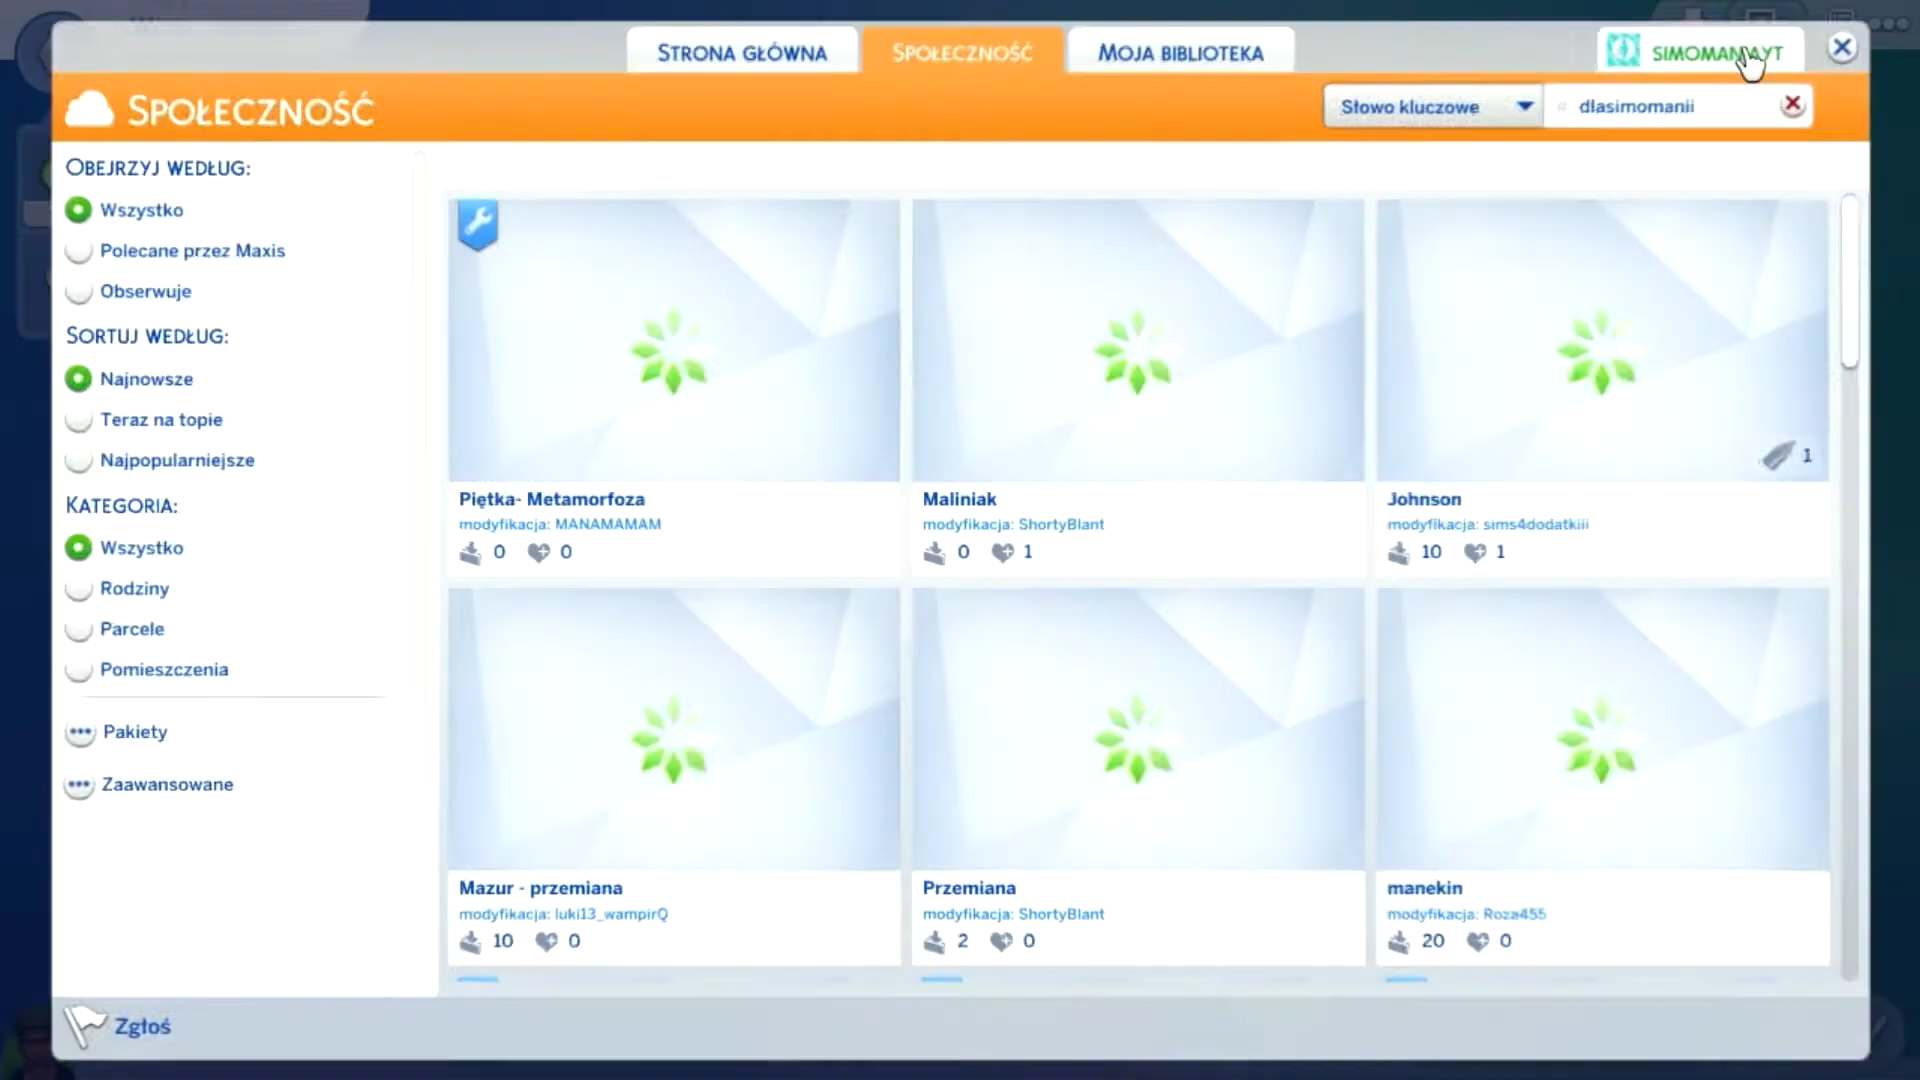 STRONA GŁÓWNA
SPOŁECZNOŚĆ
MOJA BIBLIOTEKA
SPOŁECZNOŚĆ
Słowo kluczowe
dlasimomanii
OBEJRZYJ WEDŁUG:
Wszystko
Polecane przez Maxis
Obserwuje
SORTUJ WEDŁUG:
Najnowsze
Teraz na topie
Najpopularniejsze
KATEGORIA:
Wszystko
Rodziny
Parcele
Pomieszczenia
Pakiety
Zaawansowane
1
Piętka- Metamorfoza
modyfikacja: MANAMAMAM
0 0
Maliniak
modyfikacja: ShortyBlant
0 1
Johnson
modyfikacja: sims4dodatkiii
10 1
Mazur - przemiana
modyfikacja: luki13_wampirQ
10 0
Przemiana
modyfikacja: ShortyBlant
2 0
manekin
modyfikacja: Roza455
20 0
Zgłoś